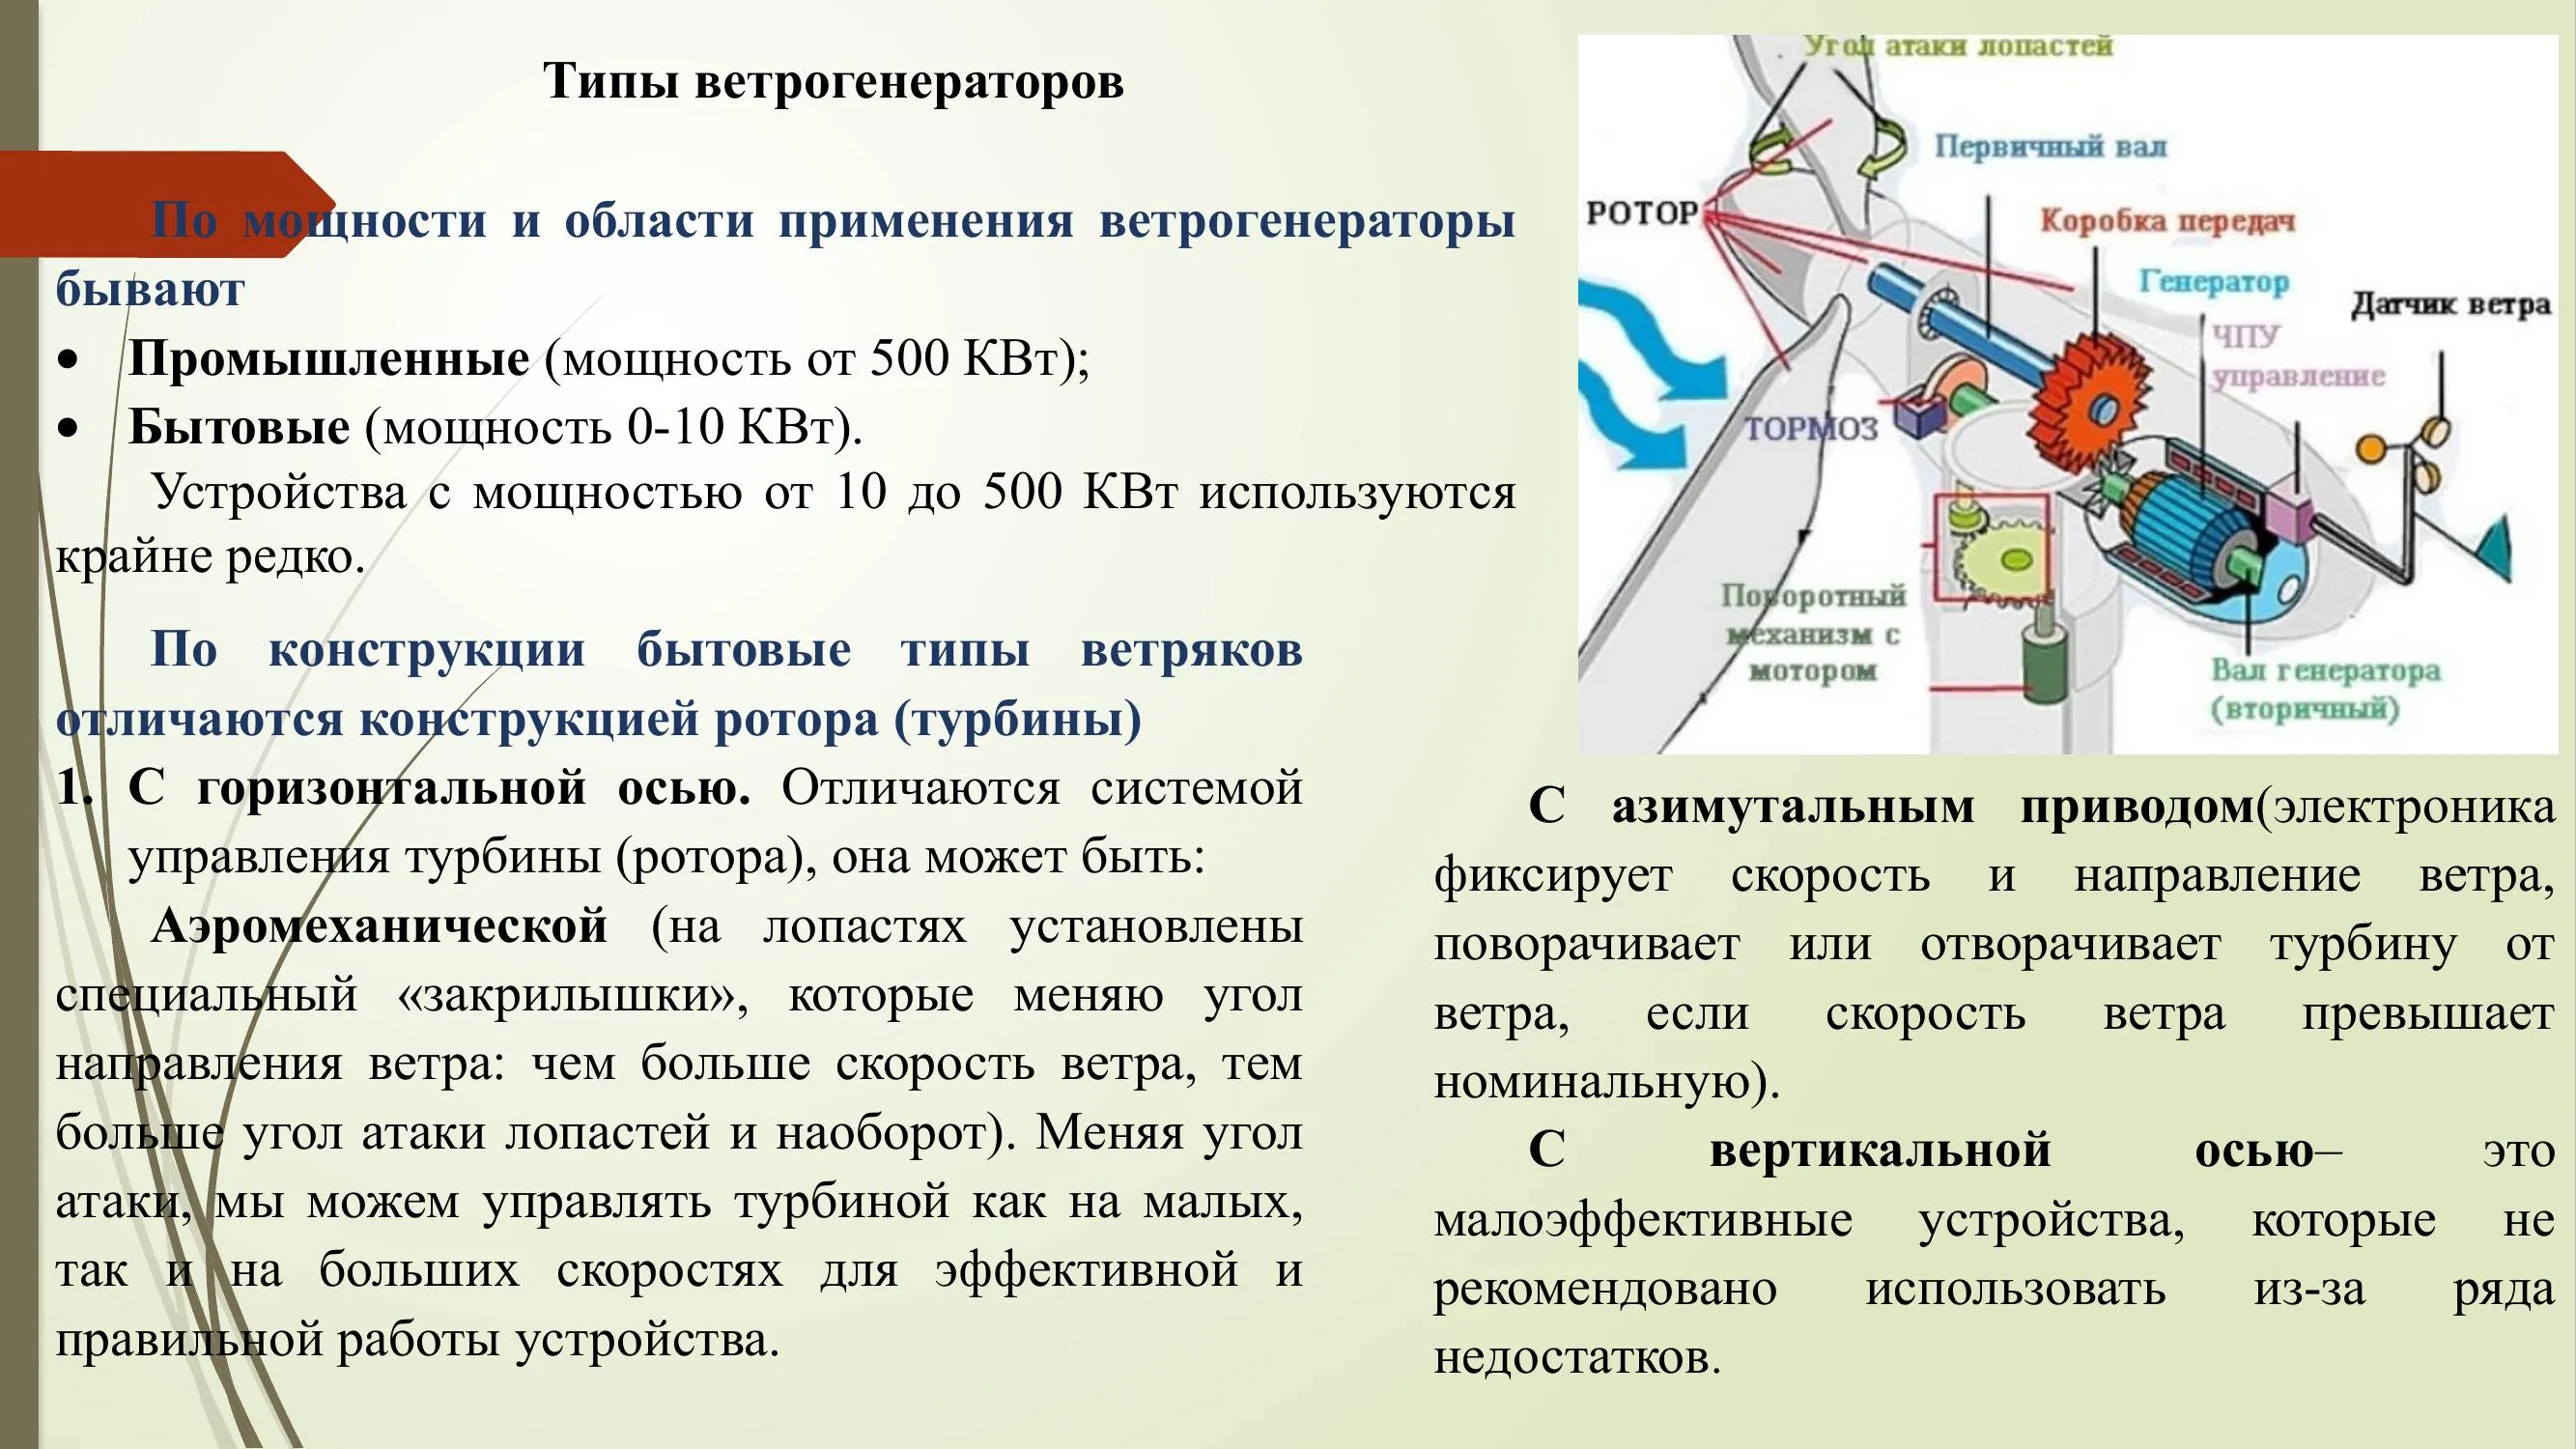 Типы ветрогенераторов
По мощности и области применения ветрогенераторы
бывают
• Промышленные (мощность от 500 КВт);
• Бытовые (мощность 0-10 КВт).
Устройства с мощностью от 10 до 500 КВт используются
крайне редко.
По конструкции бытовые типы ветряков
отличаются конструкцией ротора (турбины)
1. С горизонтальной осью. Отличаются системой
управления турбины (ротора), она может быть:
Аэромеханической (на лопастях установлены
специальный «закрилышки», которые меняю угол
направления ветра: чем больше скорость ветра, тем
больше угол атаки лопастей и наоборот). Меняя угол
атаки, мы можем управлять турбиной как на малых,
так и на больших скоростях для эффективной и
правильной работы устройства.
Угол атаки лопастей
Первичный вал
РОТОР
Коробка передач
Генератор
Датчик ветра
ЧПУ
управление
ТОРМОЗ
Поворотный
механизм с
мотором
Вал генератора
(вторичный)
С азимутальным приводом(электроника
фиксирует скорость и направление ветра,
поворачивает или отворачивает турбину от
ветра, если скорость ветра превышает
номинальную).
С вертикальной осью– это
малоэффективные устройства, которые не
рекомендовано использовать из-за ряда
недостатков.